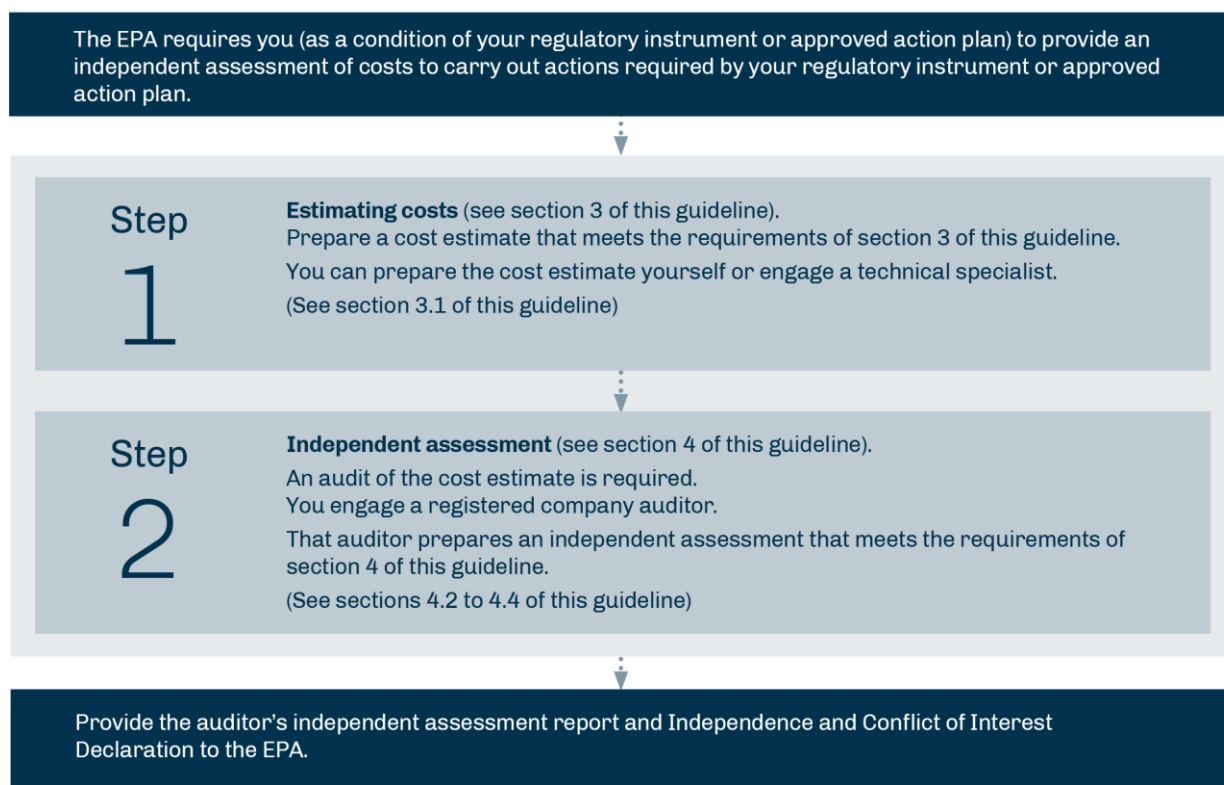 The EPA requires you (as a condition of your regulatory instrument or approved action plan) to provide an
independent assessment of costs to carry out actions required by your regulatory instrument or approved
action plan.
Step
1
Estimating costs (see section 3 of this guideline).
Prepare a cost estimate that meets the requirements of section 3 of this guideline.
You can prepare the cost estimate yourself or engage a technical specialist.
(See section 3.1 of this guideline)
Step
2
Independent assessment (see section 4 of this guideline).
An audit of the cost estimate is required.
You engage a registered company auditor.
That auditor prepares an independent assessment that meets the requirements of
section 4 of this guideline.
(See sections 4.2 to 4.4 of this guideline)
Provide the auditor’s independent assessment report and Independence and Conflict of Interest
Declaration to the EPA.